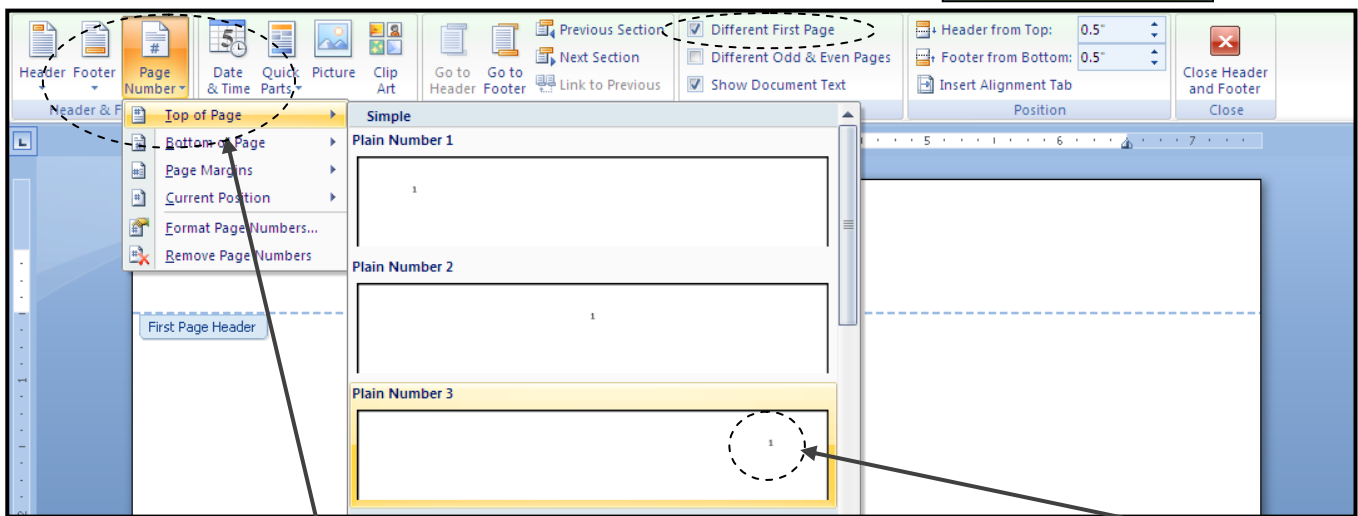 Header Footer Page Number
Date & Time Quick Parts Picture Clip Art
Go to Header Go to Footer
Previous Section
Next Section
Link to Previous
Different First Page
Different Odd & Even Pages
Show Document Text
Header from Top: 0.5"
Footer from Bottom: 0.5"
Insert Alignment Tab
Close Header and Footer
Header & F
Position
Close
Top of Page
Bottom of Page
Page Margins
Current Position
Format Page Numbers...
Remove Page Numbers
Simple
Plain Number 1
1
Plain Number 2
1
Plain Number 3
1
5 6 7
First Page Header
1